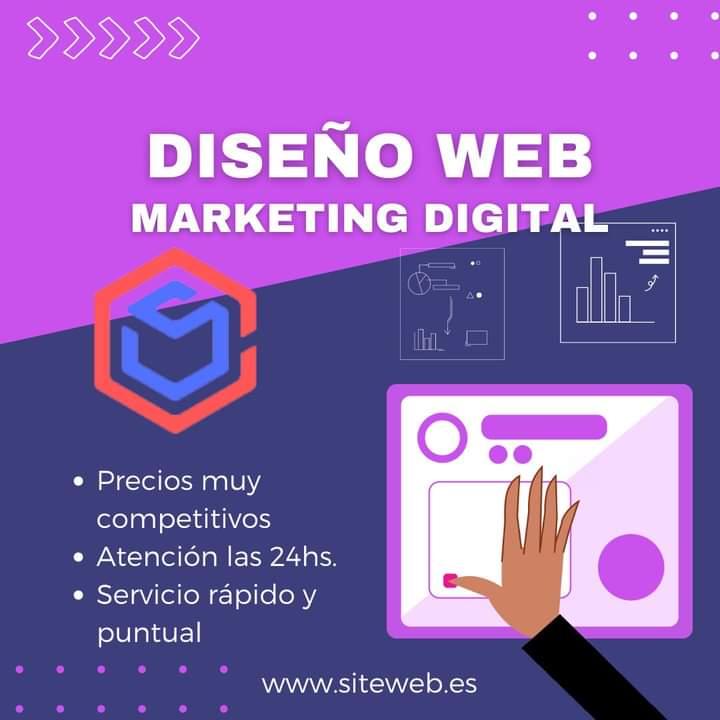 DISEÑO WEB
MARKETING DIGITAL
• Precios muy
competitivos
• Atención las 24hs.
• Servicio rápido y
puntual
www.siteweb.es